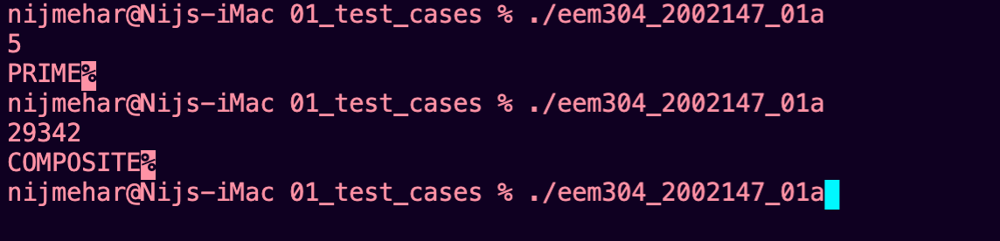 nijmehar@Nijs-iMac 01_test_cases % ./eem304_2002147_01a
5
PRIME%
nijmehar@Nijs-iMac 01_test_cases % ./eem304_2002147_01a
29342
COMPOSITE%
nijmehar@Nijs-iMac 01_test_cases % ./eem304_2002147_01a